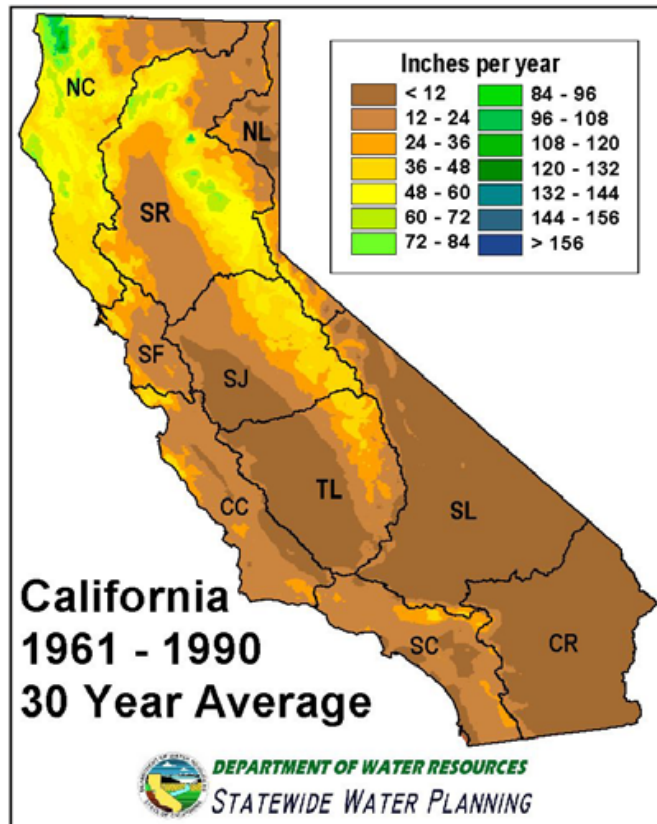 Inches per year
< 12
12 - 24
24 - 36
36 - 48
48 - 60
60 - 72
72 - 84
84 - 96
96 - 108
108 - 120
120 - 132
132 - 144
144 - 156
> 156
NC
NL
SR
SF
SJ
CC
TL
SL
SC
CR
California
1961 - 1990
30 Year Average
DEPARTMENT OF WATER RESOURCES
STATEWIDE WATER PLANNING